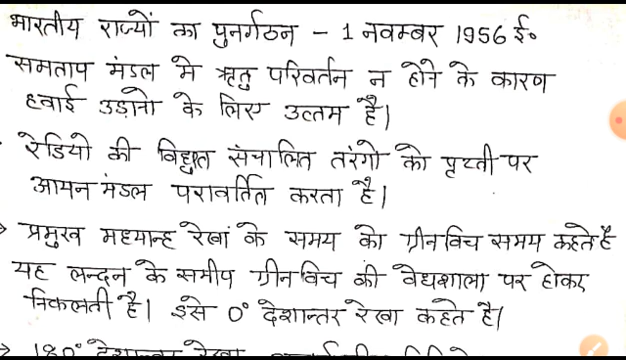 भारतीय राज्यों का पुनर्गठन - 1 नवम्बर 1956 ई०
समताप मंडल मे ऋतु परिवर्तन न होने के कारण
हवाई उड़ानो के लिए उत्तम है।
रेडियो की विद्युत संचालित तरंगो को पृथ्वी पर
आयन मंडल परावर्तित करता है।
→ प्रमुख मध्यान्ह रेखा के समय को ग्रीनविच समय कहते है
यह लन्दन के समीप ग्रीनविच की वेधशाला पर होकर
निकलती है। इसे 0° देशान्तर रेखा कहते है।
→ 180° देशान्तर रेखा